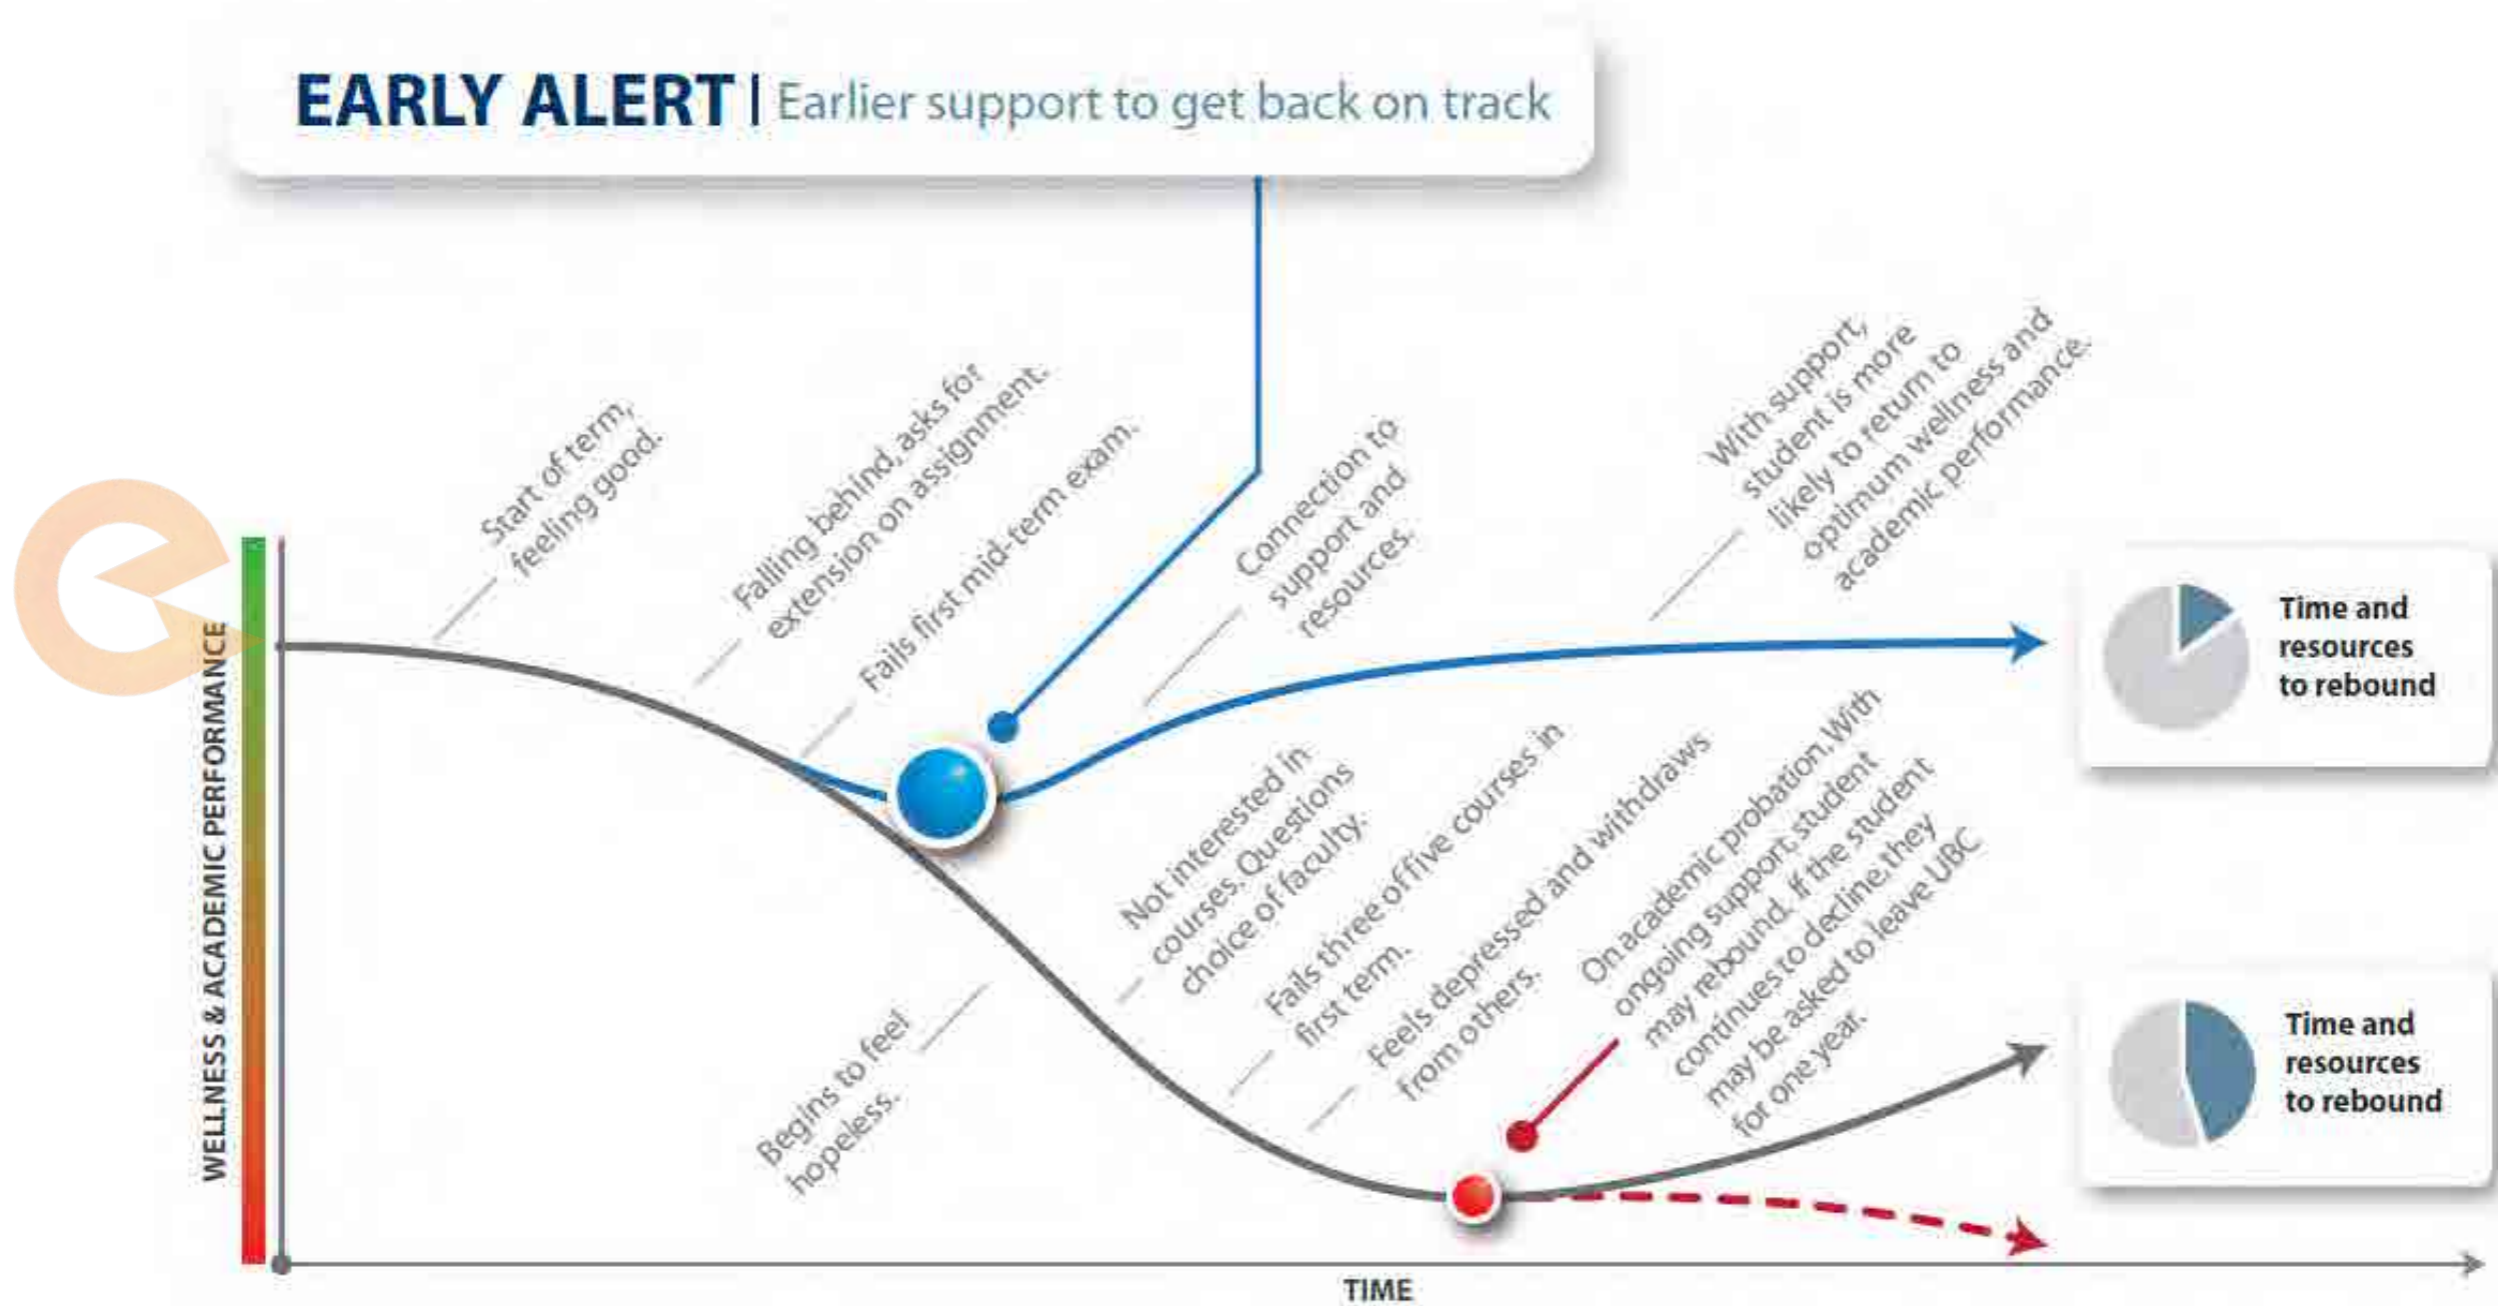 EARLY ALERT | Earlier support to get back on track
Start of term,
feeling good.
Falling behind, asks for
extension on assignment.
Fails first mid-term exam.
Connection to
support and
resources.
With support,
student is more
likely to return to
optimum wellness and
academic performance.
Time and
resources
to rebound
WELLNESS & ACADEMIC PERFORMANCE
Begins to feel
hopeless.
Not interested in
courses. Questions
choice of faculty.
Fails three of five courses in
first term.
Feels depressed and withdraws
from others.
On academic probation. With
ongoing support, student
may rebound. If the student
continues to decline, they
may be asked to leave UBC
for one year.
Time and
resources
to rebound
TIME